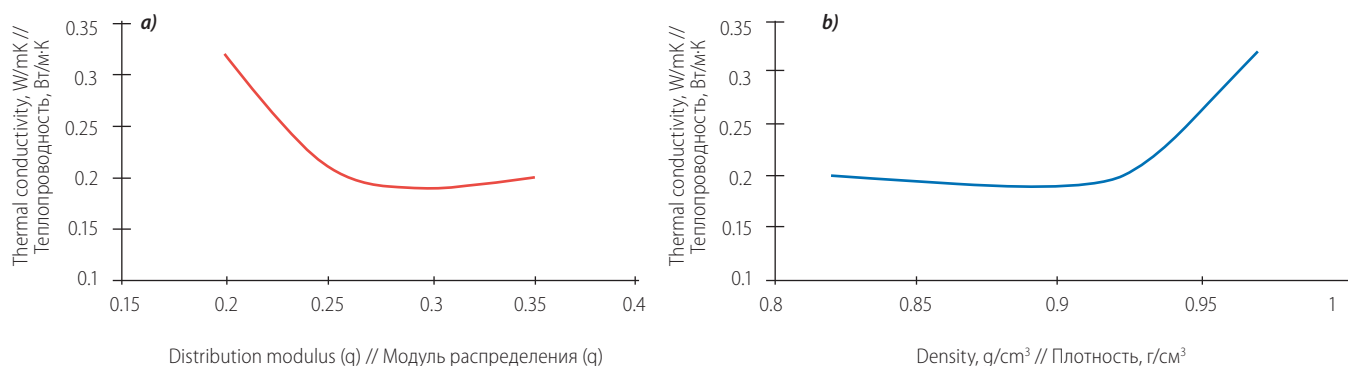 a)
Thermal conductivity, W/mK //
Теплопроводность, Вт/м·К
0.35
0.3
0.25
0.2
0.15
0.1
0.15 0.2 0.25 0.3 0.35 0.4
Distribution modulus (q) // Модуль распределения (q)
b)
Thermal conductivity, W/mK //
Теплопроводность, Вт/м·К
0.35
0.3
0.25
0.2
0.15
0.1
0.8 0.85 0.9 0.95 1
Density, g/cm³ // Плотность, г/см³